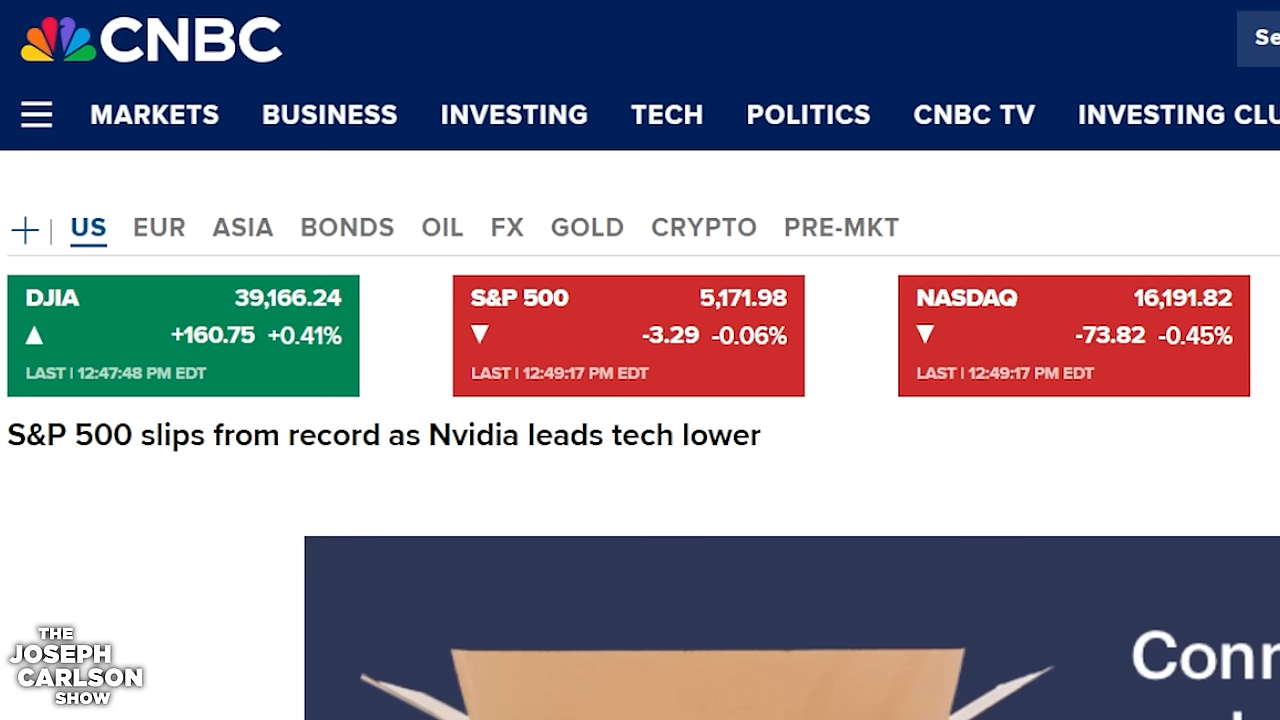 CNBC
Se
MARKETS BUSINESS INVESTING TECH POLITICS CNBC TV INVESTING CLU
US EUR ASIA BONDS OIL FX GOLD CRYPTO PRE-MKT
DJIA 39,166.24
+160.75 +0.41%
LAST | 12:47:48 PM EDT
S&P 500 5,171.98
-3.29 -0.06%
LAST | 12:49:17 PM EDT
NASDAQ 16,191.82
-73.82 -0.45%
LAST | 12:49:17 PM EDT
S&P 500 slips from record as Nvidia leads tech lower
Conn
THE
JOSEPH
CARLSON
SHOW